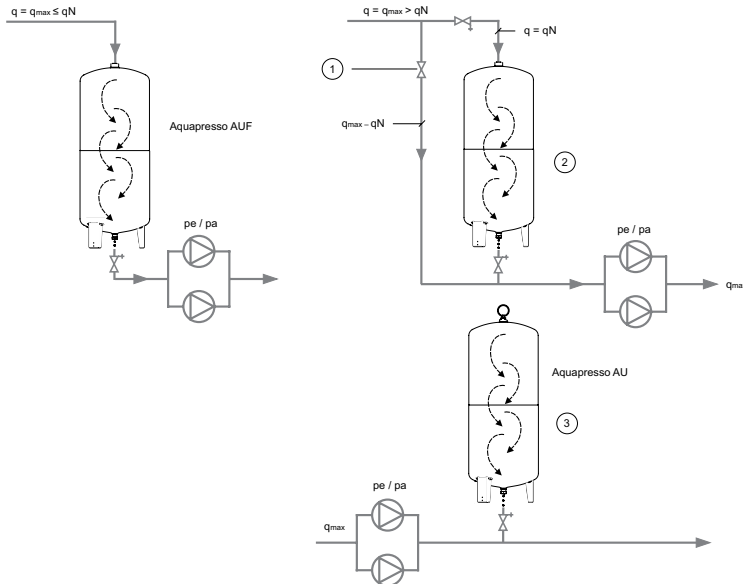 q = qmax ≤ qN
Aquapresso AUF
pe / pa
q = qmax > qN
q = qN
1
qmax – qN
2
pe / pa
qma
Aquapresso AU
3
pe / pa
qmax